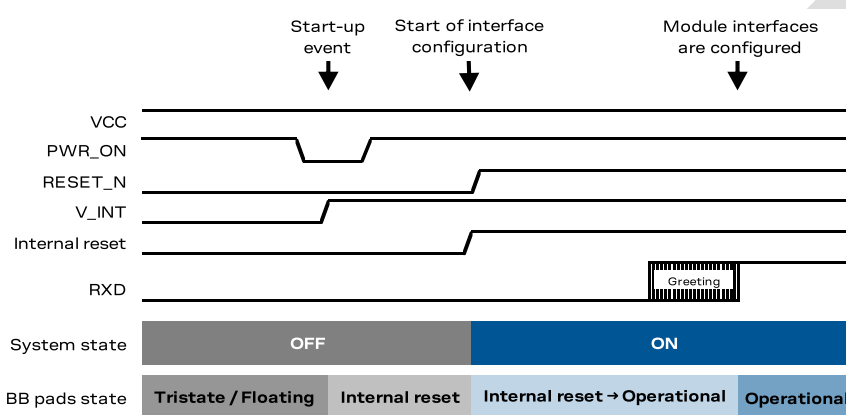 Start-up
event
Start of interface
configuration
Module interfaces
are configured
VCC
PWR_ON
RESET_N
V_INT
Internal reset
RXD
Greeting
System state
OFF
ON
BB pads state
Tristate / Floating
Internal reset
Internal reset → Operational
Operational